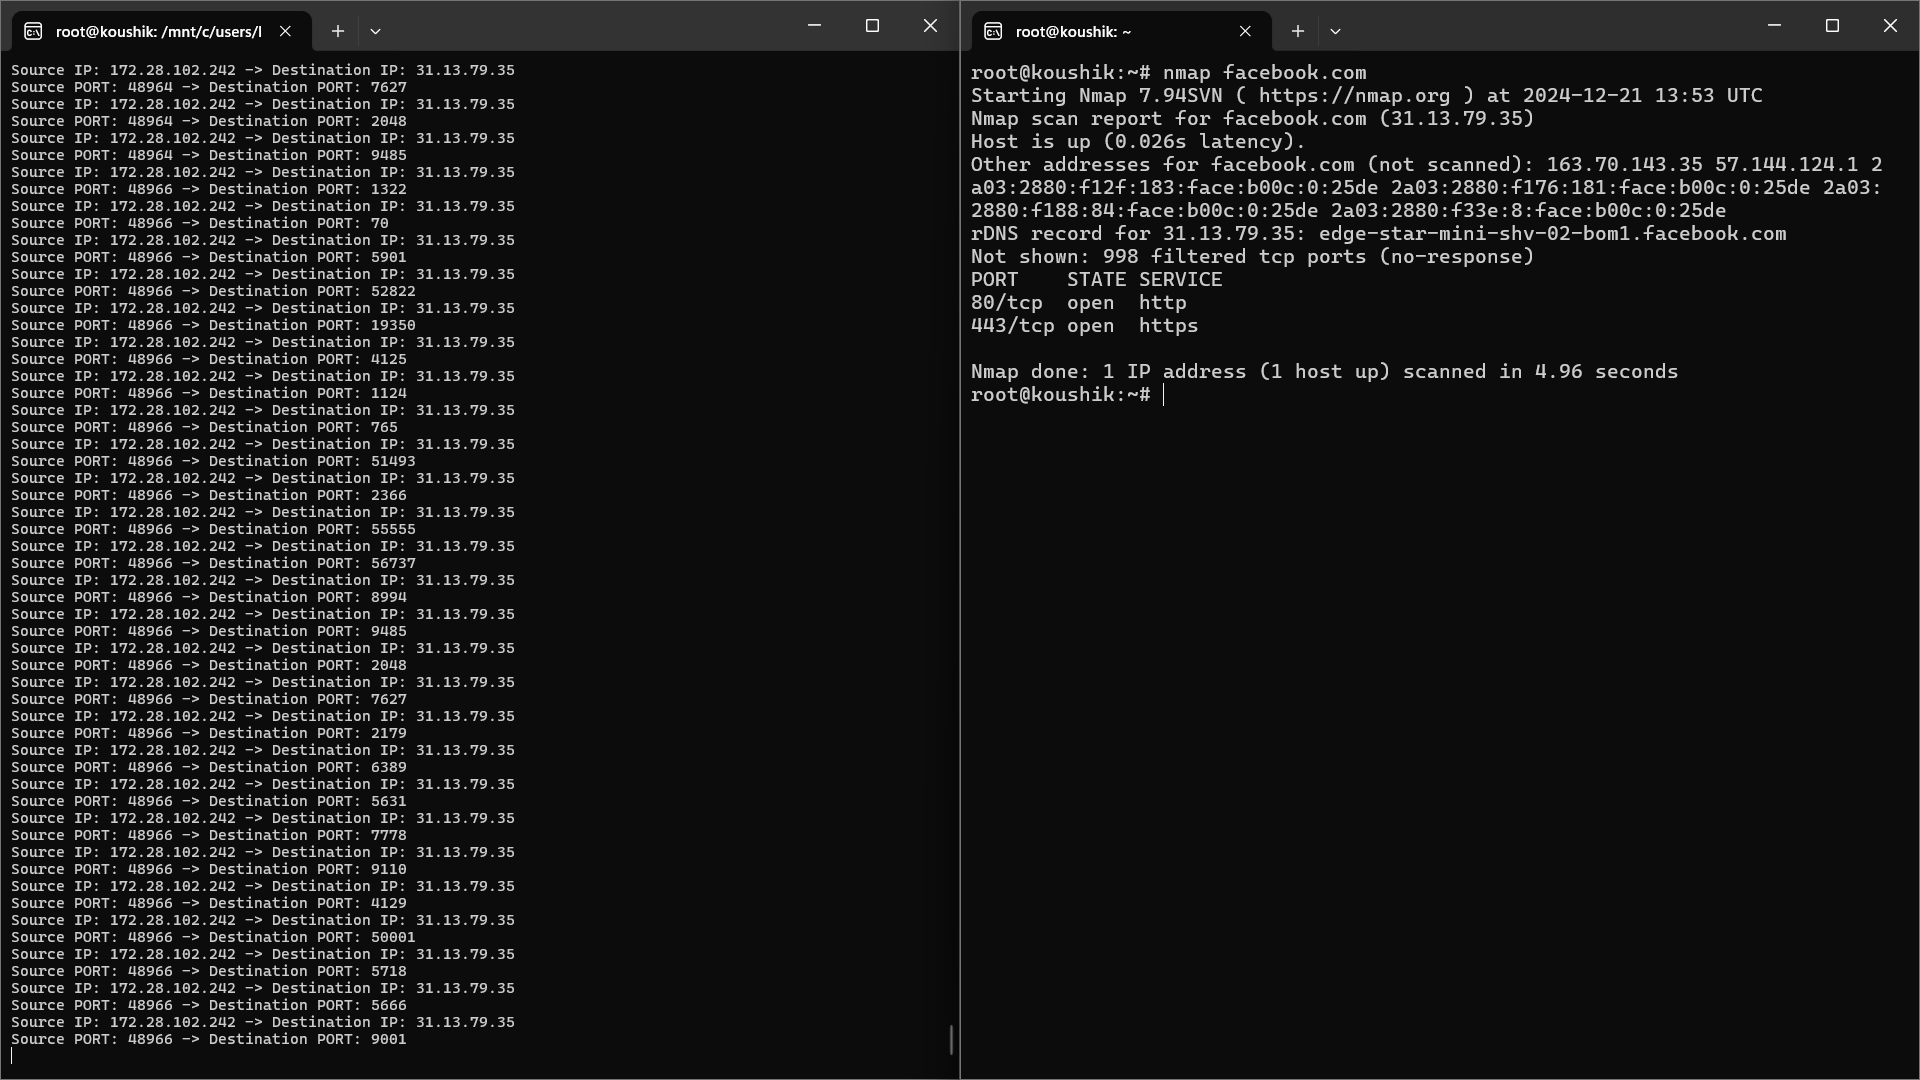 root@koushik: /mnt/c/users/l
Source IP: 172.28.102.242 -> Destination IP: 31.13.79.35
Source PORT: 48964 -> Destination PORT: 7627
Source IP: 172.28.102.242 -> Destination IP: 31.13.79.35
Source PORT: 48964 -> Destination PORT: 2048
Source IP: 172.28.102.242 -> Destination IP: 31.13.79.35
Source PORT: 48964 -> Destination PORT: 9485
Source IP: 172.28.102.242 -> Destination IP: 31.13.79.35
Source PORT: 48966 -> Destination PORT: 1322
Source IP: 172.28.102.242 -> Destination IP: 31.13.79.35
Source PORT: 48966 -> Destination PORT: 70
Source IP: 172.28.102.242 -> Destination IP: 31.13.79.35
Source PORT: 48966 -> Destination PORT: 5901
Source IP: 172.28.102.242 -> Destination IP: 31.13.79.35
Source PORT: 48966 -> Destination PORT: 52822
Source IP: 172.28.102.242 -> Destination IP: 31.13.79.35
Source PORT: 48966 -> Destination PORT: 19350
Source IP: 172.28.102.242 -> Destination IP: 31.13.79.35
Source PORT: 48966 -> Destination PORT: 4125
Source IP: 172.28.102.242 -> Destination IP: 31.13.79.35
Source PORT: 48966 -> Destination PORT: 1124
Source IP: 172.28.102.242 -> Destination IP: 31.13.79.35
Source PORT: 48966 -> Destination PORT: 765
Source IP: 172.28.102.242 -> Destination IP: 31.13.79.35
Source PORT: 48966 -> Destination PORT: 51493
Source IP: 172.28.102.242 -> Destination IP: 31.13.79.35
Source PORT: 48966 -> Destination PORT: 2366
Source IP: 172.28.102.242 -> Destination IP: 31.13.79.35
Source PORT: 48966 -> Destination PORT: 55555
Source IP: 172.28.102.242 -> Destination IP: 31.13.79.35
Source PORT: 48966 -> Destination PORT: 56737
Source IP: 172.28.102.242 -> Destination IP: 31.13.79.35
Source PORT: 48966 -> Destination PORT: 8994
Source IP: 172.28.102.242 -> Destination IP: 31.13.79.35
Source PORT: 48966 -> Destination PORT: 9485
Source IP: 172.28.102.242 -> Destination IP: 31.13.79.35
Source PORT: 48966 -> Destination PORT: 2048
Source IP: 172.28.102.242 -> Destination IP: 31.13.79.35
Source PORT: 48966 -> Destination PORT: 7627
Source IP: 172.28.102.242 -> Destination IP: 31.13.79.35
Source PORT: 48966 -> Destination PORT: 2179
Source IP: 172.28.102.242 -> Destination IP: 31.13.79.35
Source PORT: 48966 -> Destination PORT: 6389
Source IP: 172.28.102.242 -> Destination IP: 31.13.79.35
Source PORT: 48966 -> Destination PORT: 5631
Source IP: 172.28.102.242 -> Destination IP: 31.13.79.35
Source PORT: 48966 -> Destination PORT: 7778
Source IP: 172.28.102.242 -> Destination IP: 31.13.79.35
Source PORT: 48966 -> Destination PORT: 9110
Source IP: 172.28.102.242 -> Destination IP: 31.13.79.35
Source PORT: 48966 -> Destination PORT: 4129
Source IP: 172.28.102.242 -> Destination IP: 31.13.79.35
Source PORT: 48966 -> Destination PORT: 50001
Source IP: 172.28.102.242 -> Destination IP: 31.13.79.35
Source PORT: 48966 -> Destination PORT: 5718
Source IP: 172.28.102.242 -> Destination IP: 31.13.79.35
Source PORT: 48966 -> Destination PORT: 5666
Source IP: 172.28.102.242 -> Destination IP: 31.13.79.35
Source PORT: 48966 -> Destination PORT: 9001
root@koushik: ~
root@koushik:~# nmap facebook.com
Starting Nmap 7.94SVN ( https://nmap.org ) at 2024-12-21 13:53 UTC
Nmap scan report for facebook.com (31.13.79.35)
Host is up (0.026s latency).
Other addresses for facebook.com (not scanned): 163.70.143.35 57.144.124.1 2
a03:2880:f12f:183:face:b00c:0:25de 2a03:2880:f176:181:face:b00c:0:25de 2a03:
2880:f188:84:face:b00c:0:25de 2a03:2880:f33e:8:face:b00c:0:25de
rDNS record for 31.13.79.35: edge-star-mini-shv-02-bom1.facebook.com
Not shown: 998 filtered tcp ports (no-response)
PORT    STATE SERVICE
80/tcp  open  http
443/tcp open  https
Nmap done: 1 IP address (1 host up) scanned in 4.96 seconds
root@koushik:~#